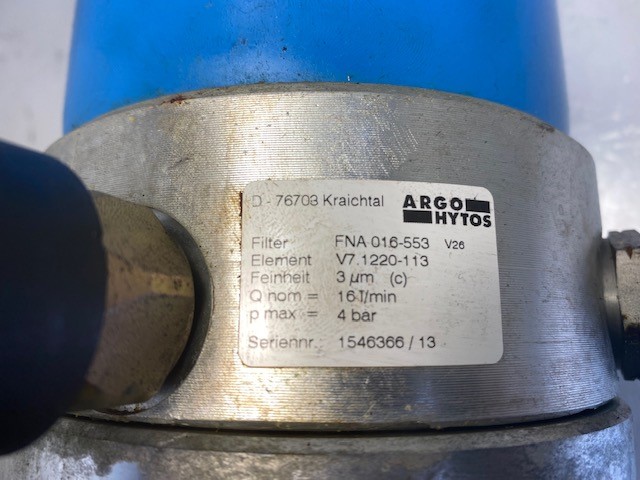 D - 76703 Kraichtal
ARGO
HYTOS
Filter FNA 016-553 V26
Element V7.1220-113
Feinheit 3 µm (c)
Q nom = 16 l/min
p max = 4 bar
Seriennr. 1546366 / 13